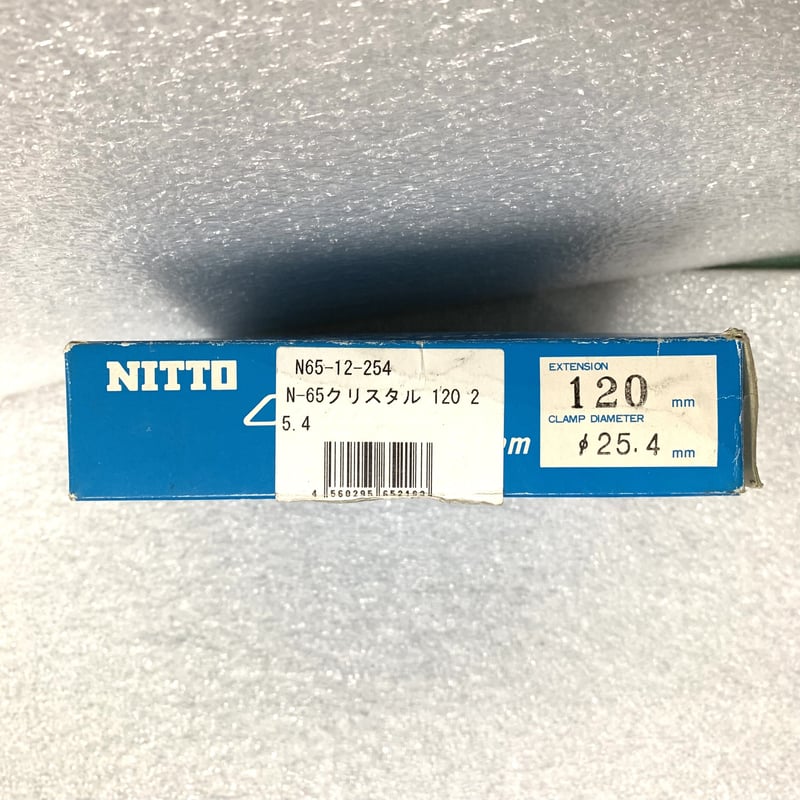 NITTO
N65-12-254
N-65クリスタル 120 2
5.4
EXTENSION
120 mm
CLAMP DIAMETER
φ25.4 mm